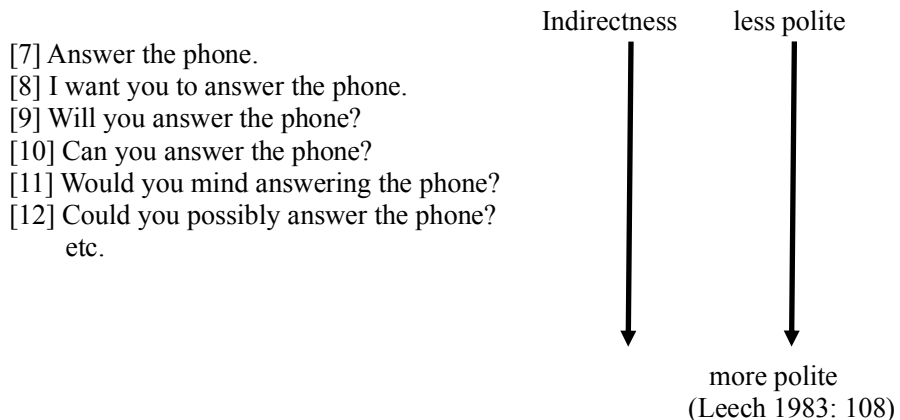 Indirectness less polite
[7] Answer the phone.
[8] I want you to answer the phone.
[9] Will you answer the phone?
[10] Can you answer the phone?
[11] Would you mind answering the phone?
[12] Could you possibly answer the phone?
etc.
more polite
(Leech 1983: 108)